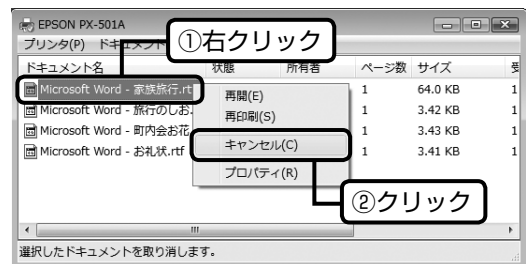 EPSON PX-501A
プリンタ(P) ドキュメント
①右クリック
ドキュメント名 状態 所有者 ページ数 サイズ 受
Microsoft Word - 家族旅行.rt 1 64.0 KB 1
Microsoft Word - 旅行のしお. 1 3.42 KB 1
Microsoft Word - 町内会お花 1 3.43 KB 1
Microsoft Word - お礼状.rtf 1 3.41 KB 1
再開(E)
再印刷(S)
キャンセル(C)
プロパティ(R)
②クリック
選択したドキュメントを取り消します。